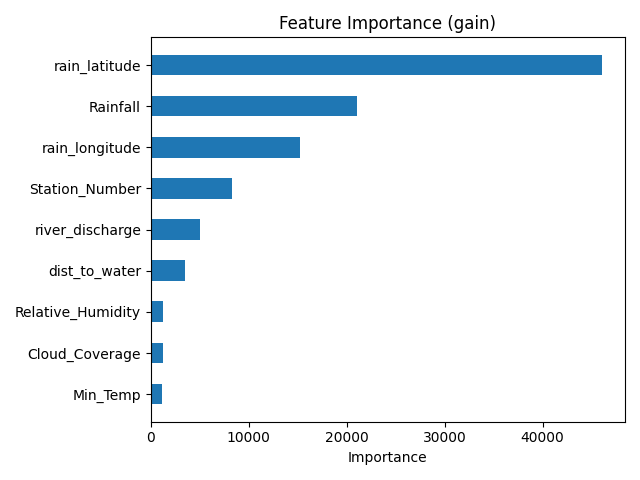 Feature Importance (gain)
rain_latitude
Rainfall
rain_longitude
Station_Number
river_discharge
dist_to_water
Relative_Humidity
Cloud_Coverage
Min_Temp
0 10000 20000 30000 40000
Importance